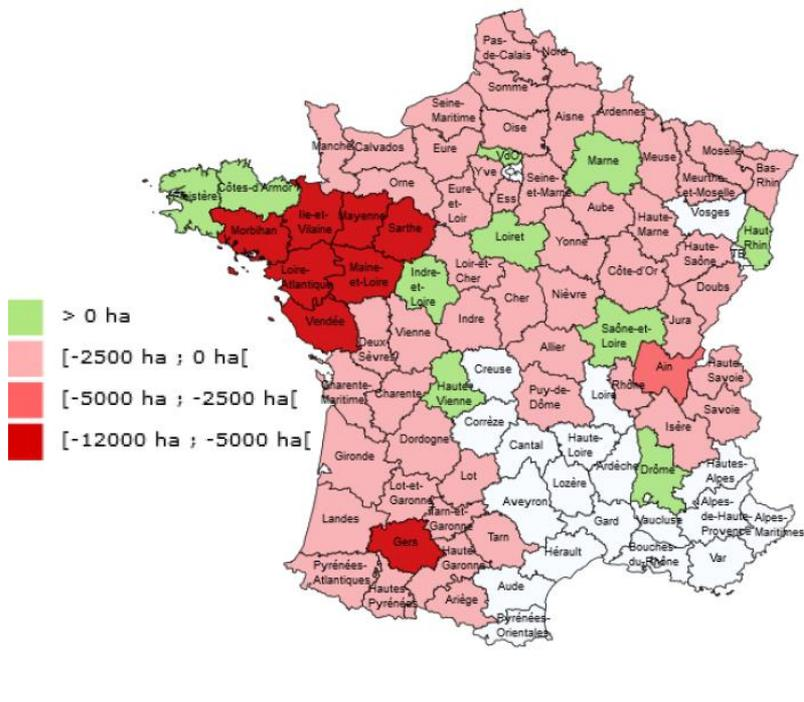 Pas-
de-Calais
Nord
Somme
Seine-
Maritime
Aisne
Ardennes
Oise
Manche
Calvados
Eure
VdO
Marne
Meuse
Moselle
Bas-
Rhin
Meurthe-
et-Moselle
Orne
Yve
Seine-
et-Marne
Ess
Eure-
et-
Loir
Aube
Haute-
Marne
Vosges
Haut-
Rhin
Finistère
Côtes-d'Armor
Morbihan
Ile-et-
Vilaine
Mayenne
Sarthe
Loiret
Yonne
Haute-
Saône
TB
Loire-
Atlantique
Maine-
et-Loire
Indre-
et-
Loire
Loir-et-
Cher
Cher
Nièvre
Côte-d'Or
Doubs
Vendée
Deux-
Sèvres
Vienne
Indre
Allier
Saône-et-
Loire
Jura
> 0 ha
[-2500 ha ; 0 ha[
[-5000 ha ; -2500 ha[
[-12000 ha ; -5000 ha[
Charente-
Maritime
Charente
Haute-
Vienne
Creuse
Puy-de-
Dôme
Loire
Rhône
Ain
Haute-
Savoie
Savoie
Isère
Gironde
Dordogne
Corrèze
Cantal
Haute-
Loire
Ardèche
Drôme
Hautes-
Alpes
Lot-et-
Garonne
Lot
Aveyron
Lozère
Gard
Vaucluse
Alpes-
de-Haute-
Provence
Alpes-
Maritimes
Landes
Gers
Tarn-et-
Garonne
Tarn
Hérault
Bouches-
du-Rhône
Var
Pyrénées-
Atlantiques
Hautes-
Pyrénées
Haute-
Garonne
Ariège
Aude
Pyrénées-
Orientales